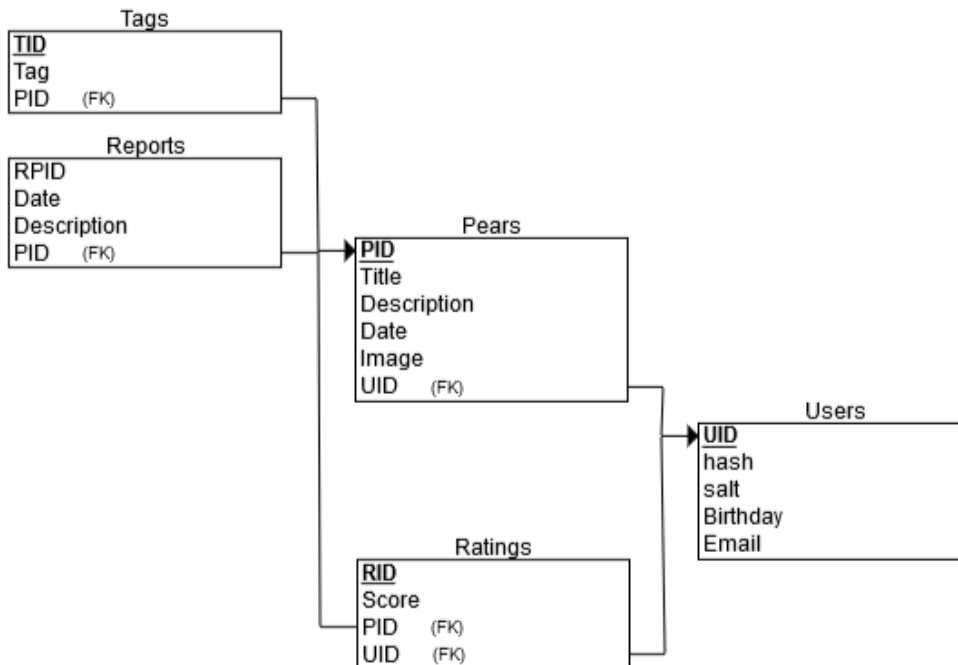 Tags
TID
Tag
PID (FK)
Reports
RPID
Date
Description
PID (FK)
Pears
PID
Title
Description
Date
Image
UID (FK)
Users
UID
hash
salt
Birthday
Email
Ratings
RID
Score
PID (FK)
UID (FK)